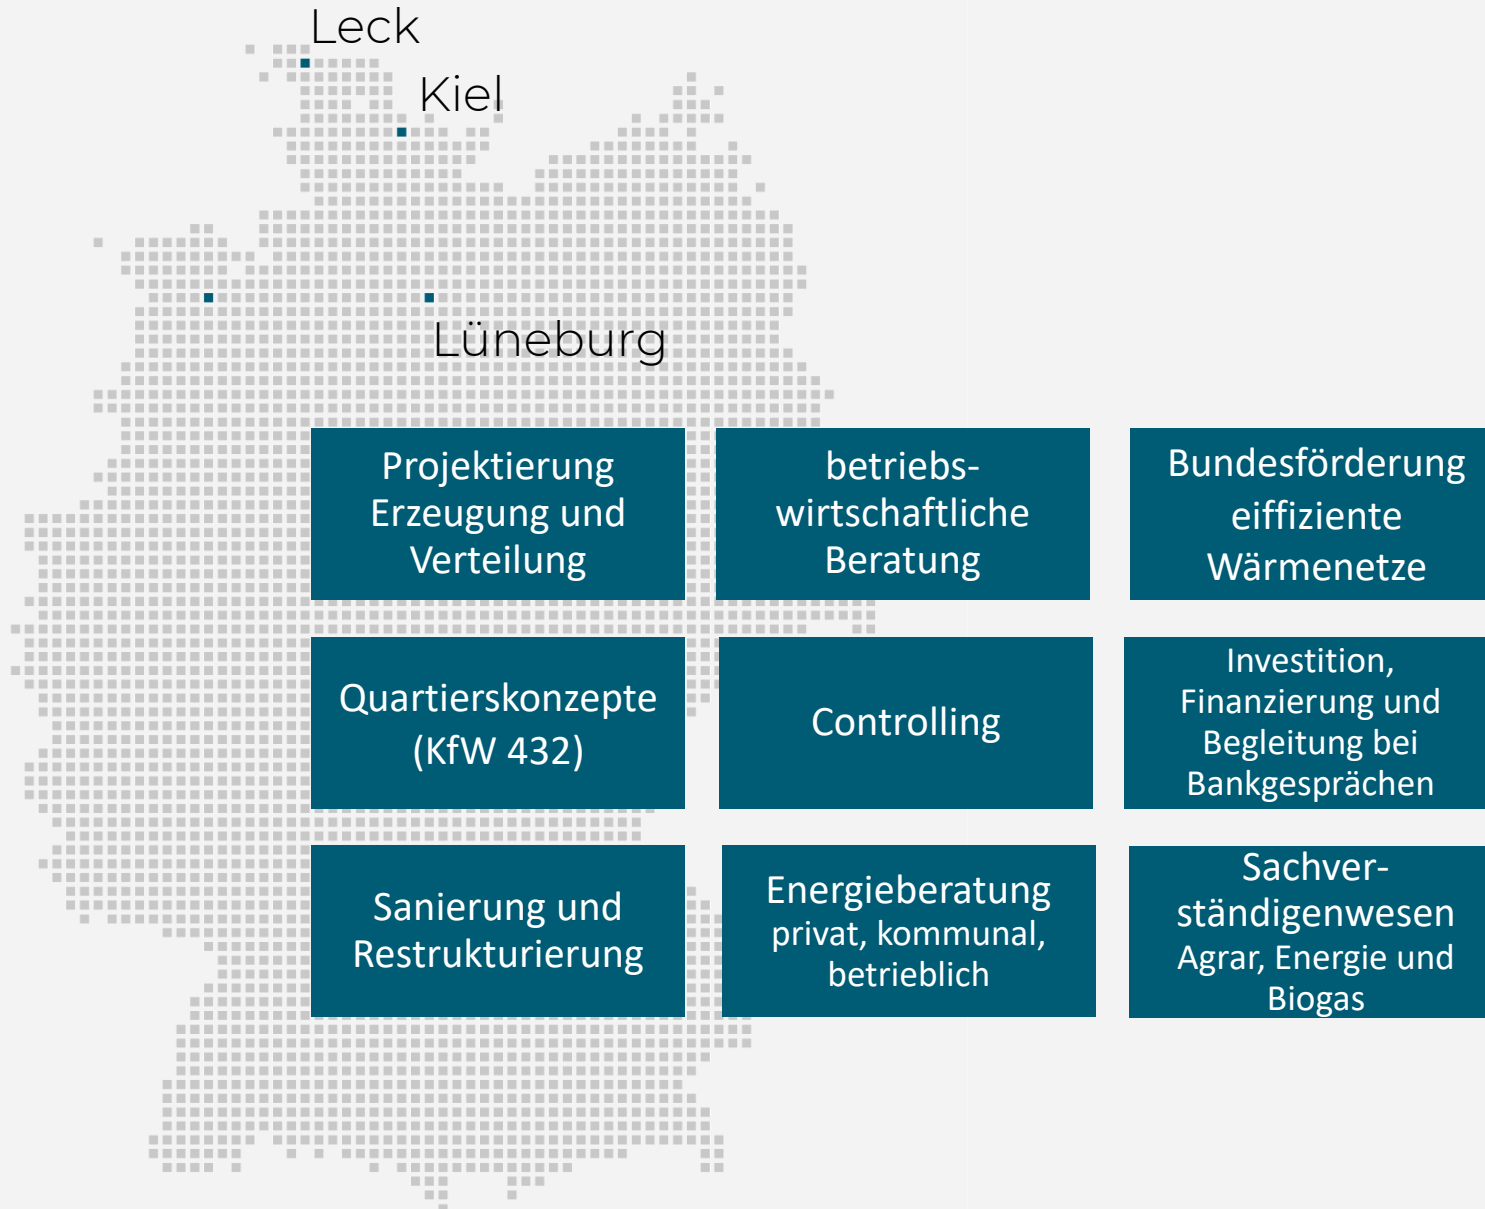 Leck
Kiel
Lüneburg
Projektierung
Erzeugung und
Verteilung
betriebs-
wirtschaftliche
Beratung
Bundesförderung
eiffiziente
Wärmenetze
Quartierskonzepte
(KfW 432)
Controlling
Investition,
Finanzierung und
Begleitung bei
Bankgesprächen
Sanierung und
Restrukturierung
Energieberatung
privat, kommunal,
betrieblich
Sachver-
ständigenwesen
Agrar, Energie und
Biogas